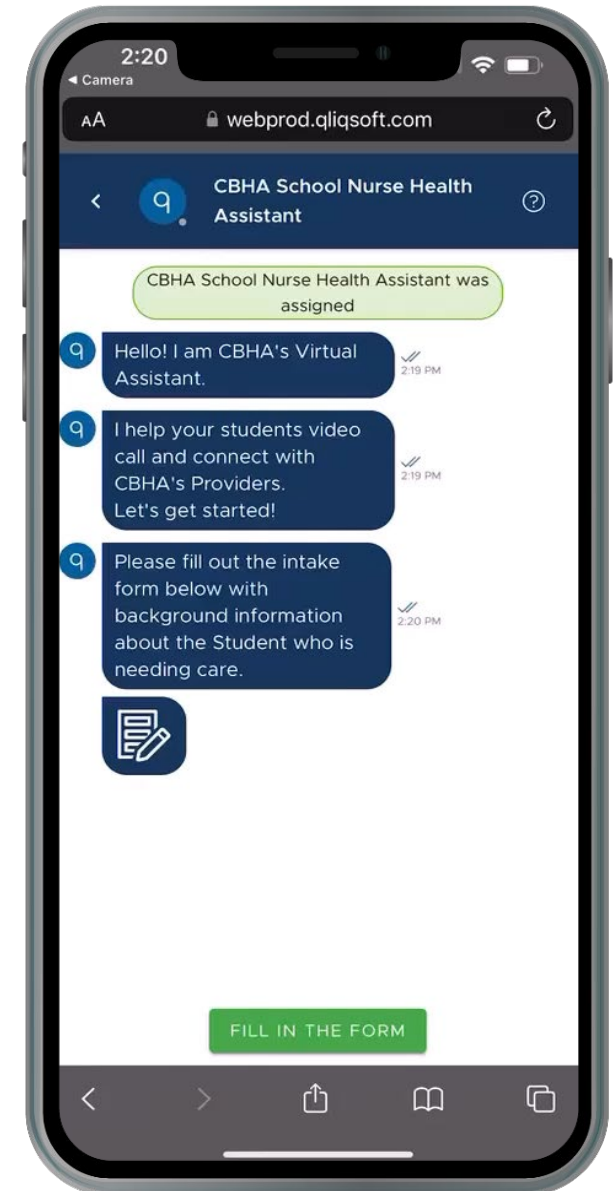 2:20
◀ Camera
AA webprod.qliqsoft.com
CBHA School Nurse Health
Assistant
CBHA School Nurse Health Assistant was
assigned
Hello! I am CBHA's Virtual
Assistant.
2:19 PM
I help your students video
call and connect with
CBHA's Providers.
Let's get started!
2:19 PM
Please fill out the intake
form below with
background information
about the Student who is
needing care.
2:20 PM
FILL IN THE FORM